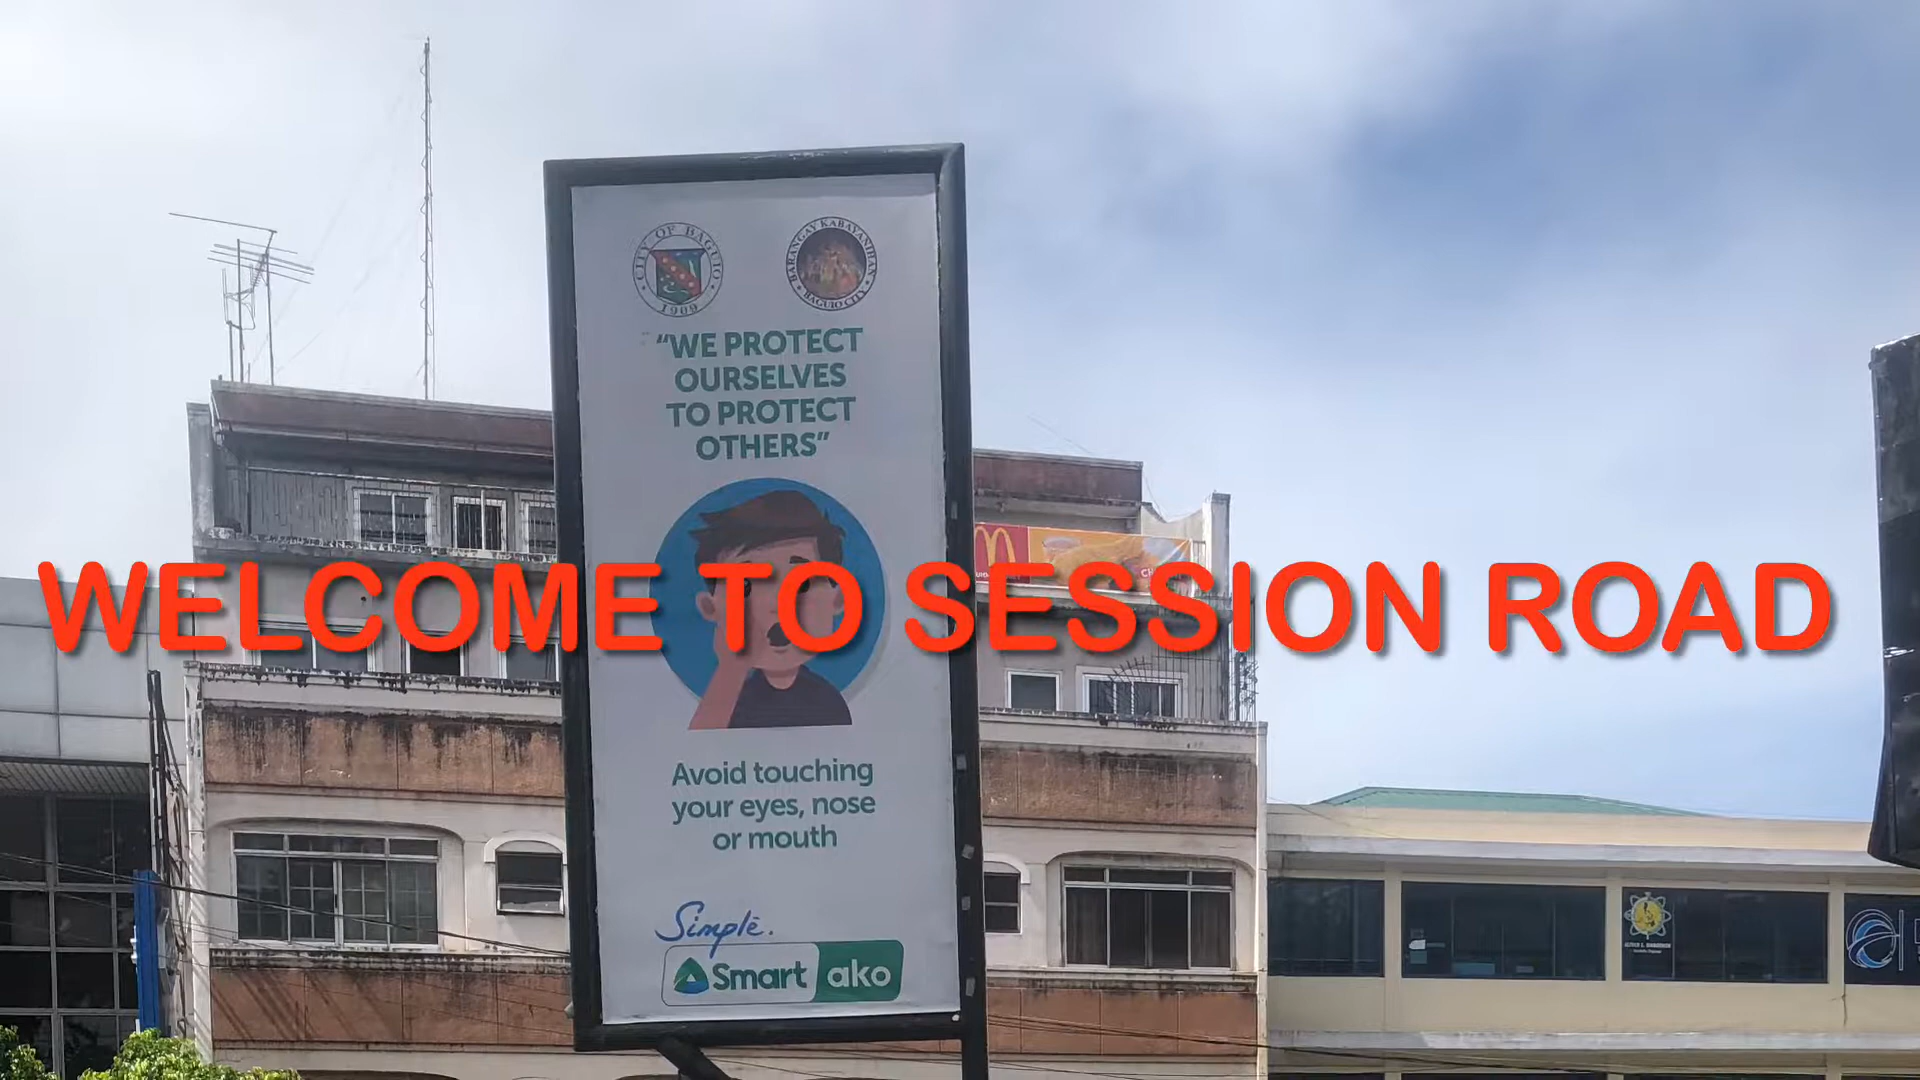 CITY OF BAGUIO
1909
BARANGAY KABAYANIHAN
BAGUIO CITY
“WE PROTECT
OURSELVES
TO PROTECT
OTHERS”
WELCOME TO SESSION ROAD
Avoid touching
your eyes, nose
or mouth
Simple.
Smart ako